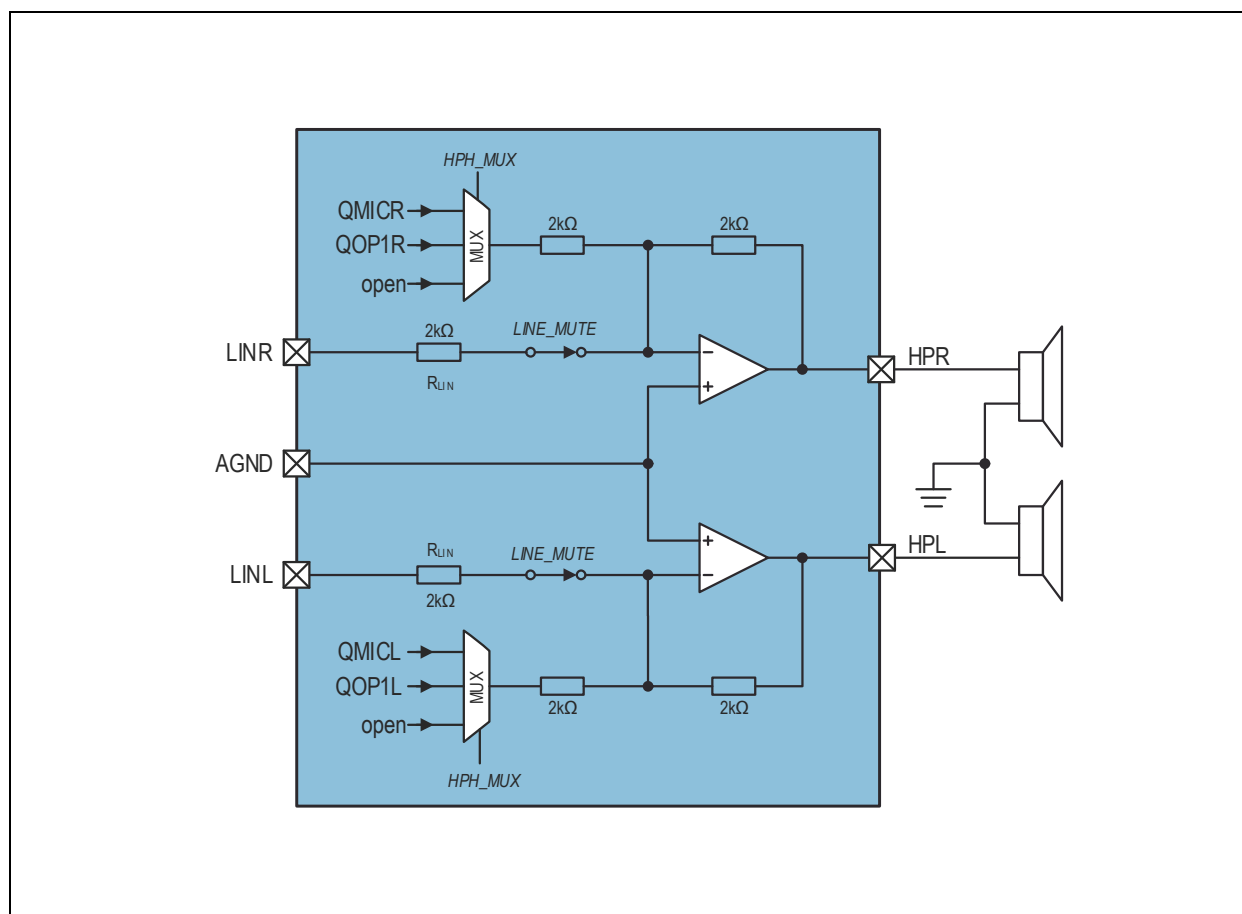 HPH_MUX
QMICR
QOP1R
open
MUX
2kΩ
2kΩ
2kΩ
LINE_MUTE
LINR
RLIN
HPR
AGND
RLIN
LINE_MUTE
HPL
LINL
2kΩ
QMICL
QOP1L
open
MUX
2kΩ
2kΩ
HPH_MUX